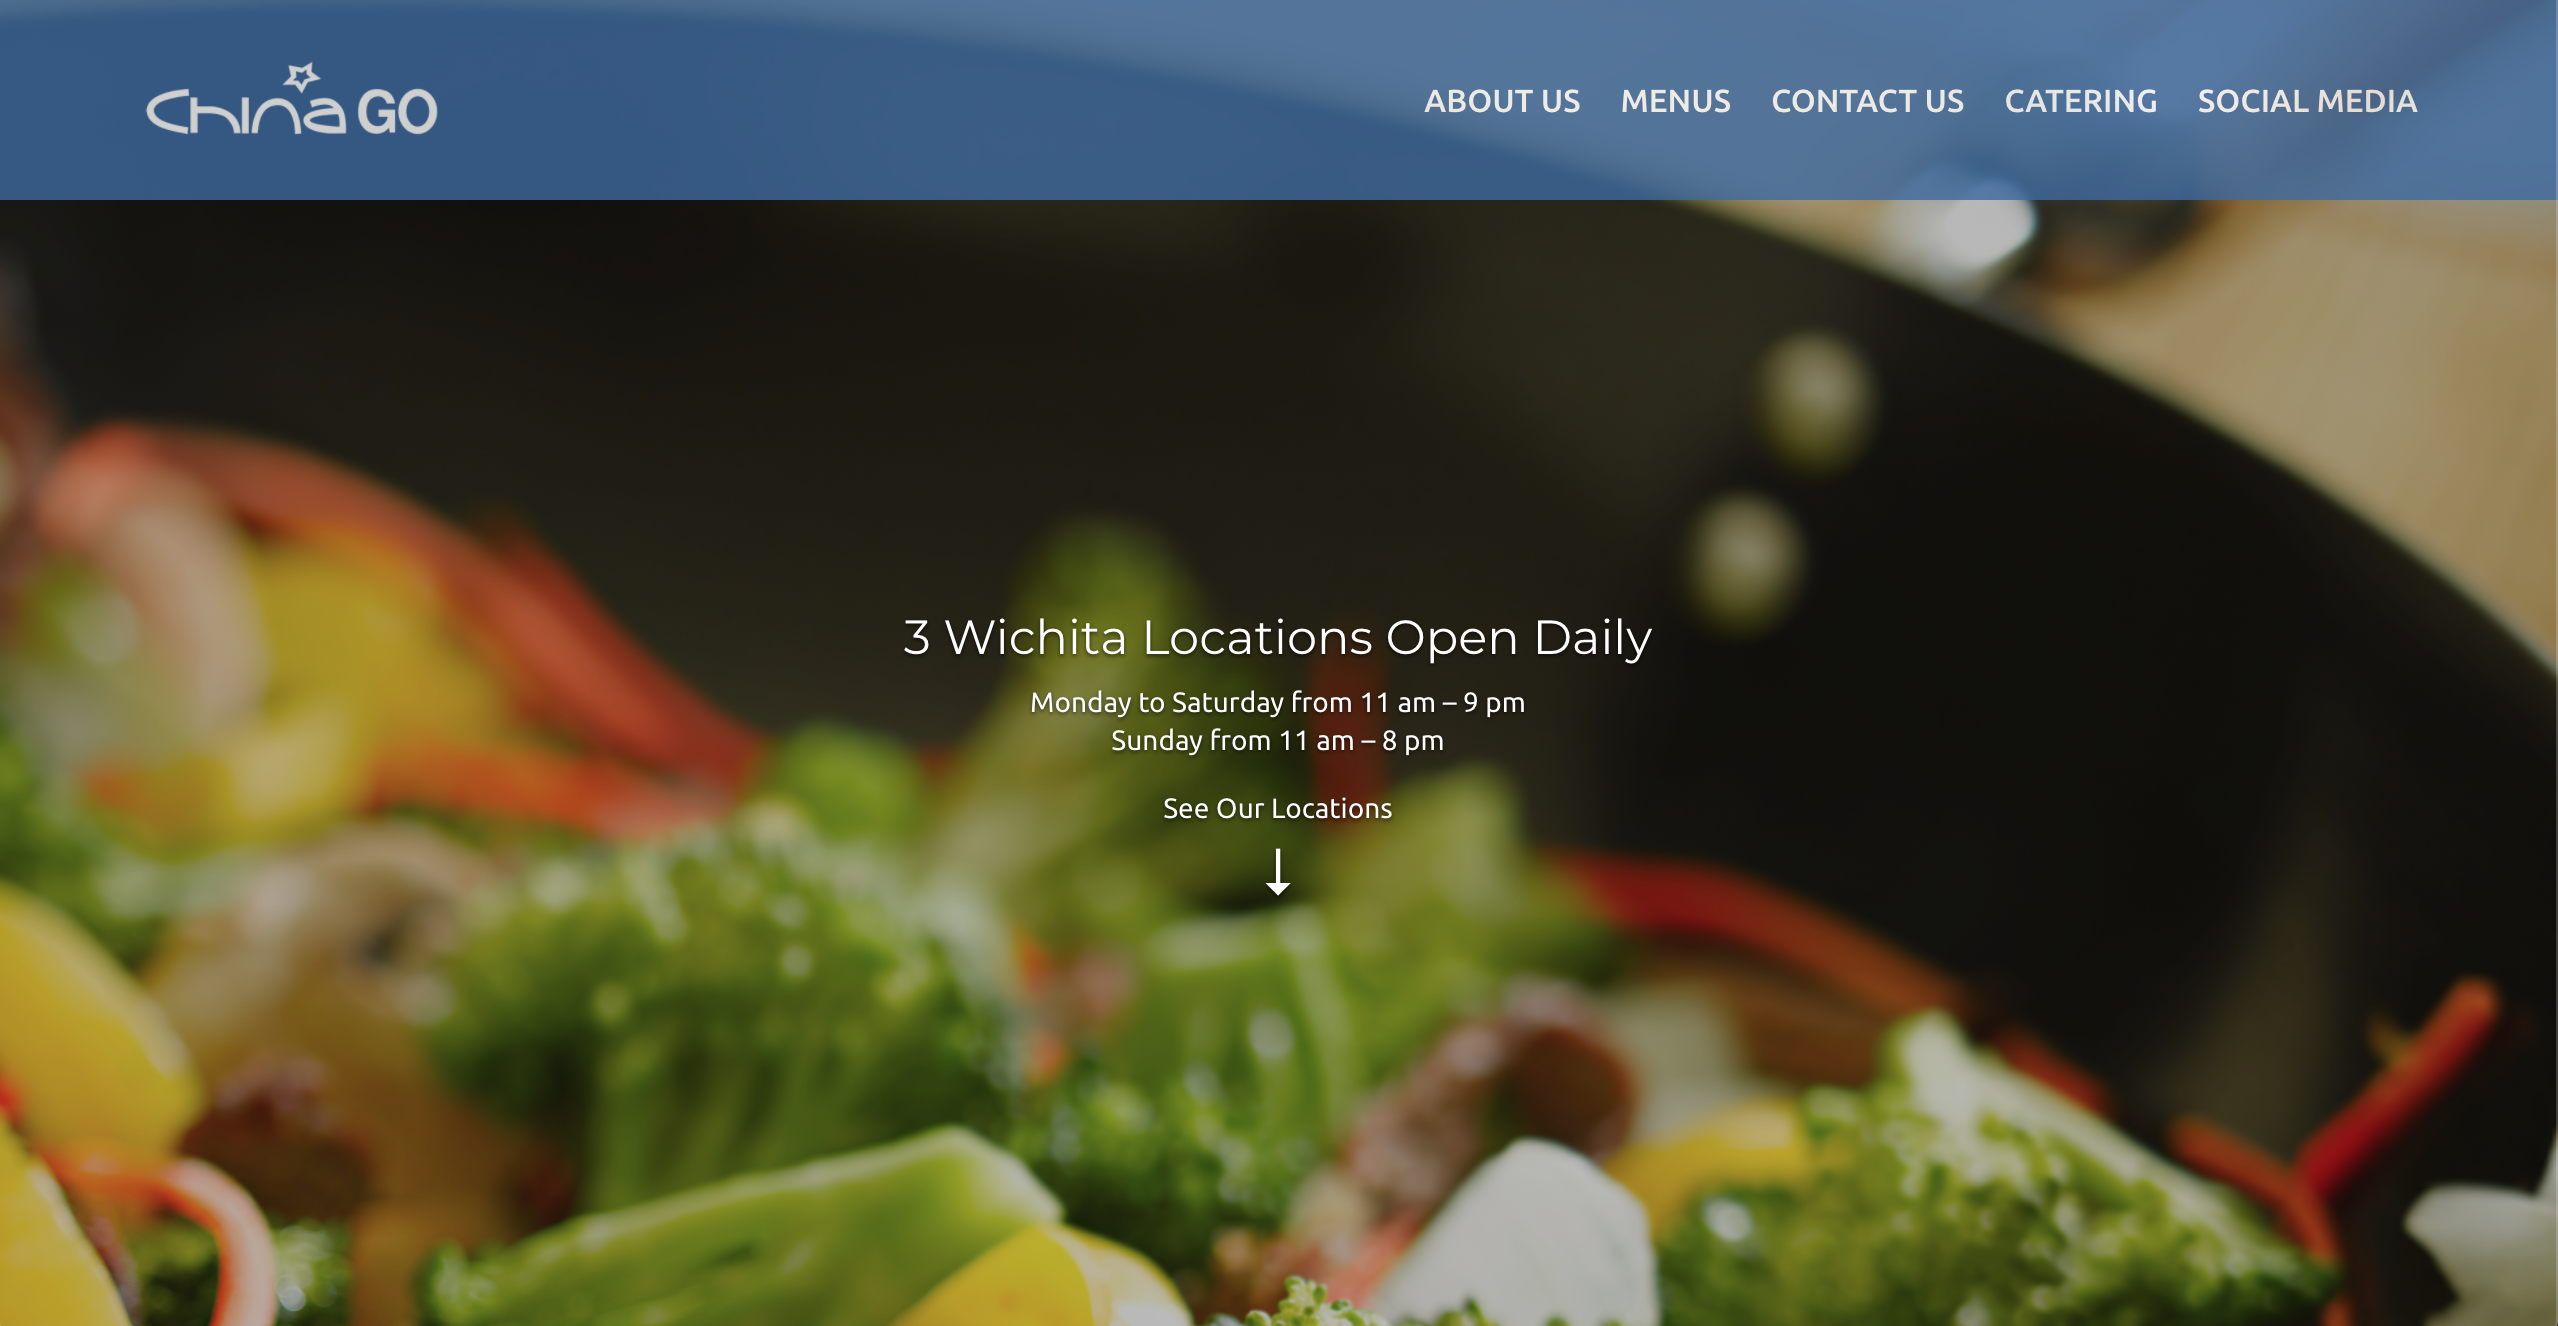 China GO
ABOUT US MENUS CONTACT US CATERING SOCIAL MEDIA
3 Wichita Locations Open Daily
Monday to Saturday from 11 am – 9 pm
Sunday from 11 am – 8 pm
See Our Locations